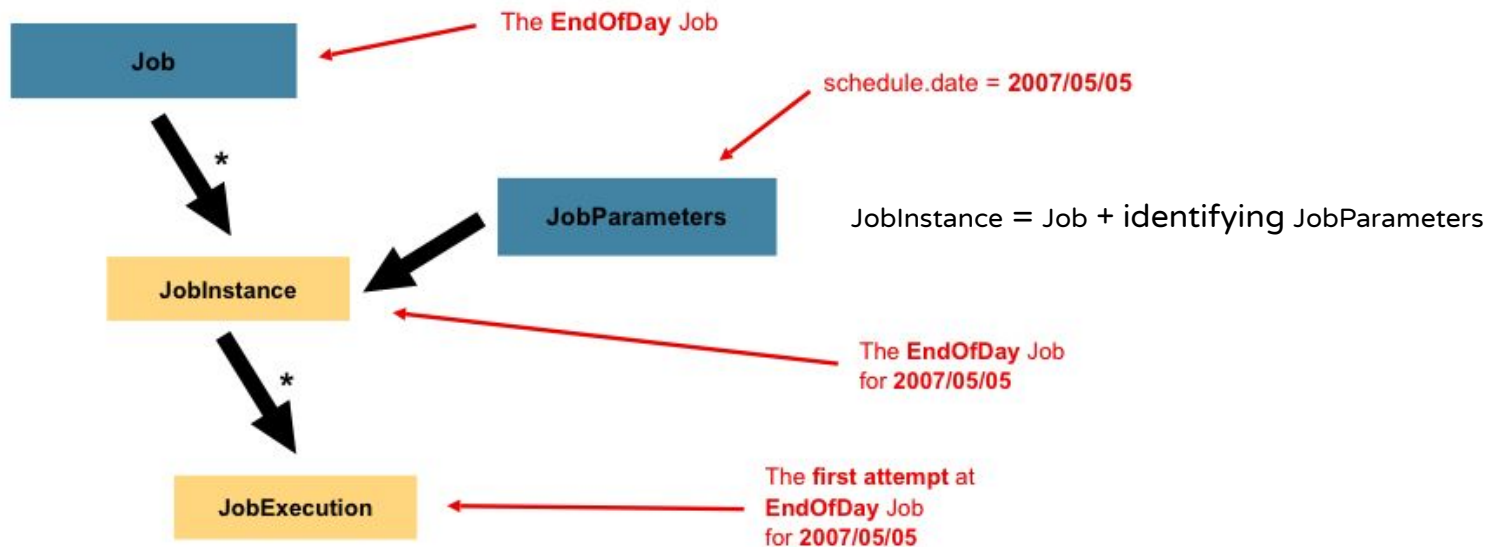 The EndOfDay Job
Job
schedule.date = 2007/05/05
*
JobParameters
JobInstance = Job + identifying JobParameters
JobInstance
The EndOfDay Job
for 2007/05/05
*
The first attempt at
EndOfDay Job
for 2007/05/05
JobExecution